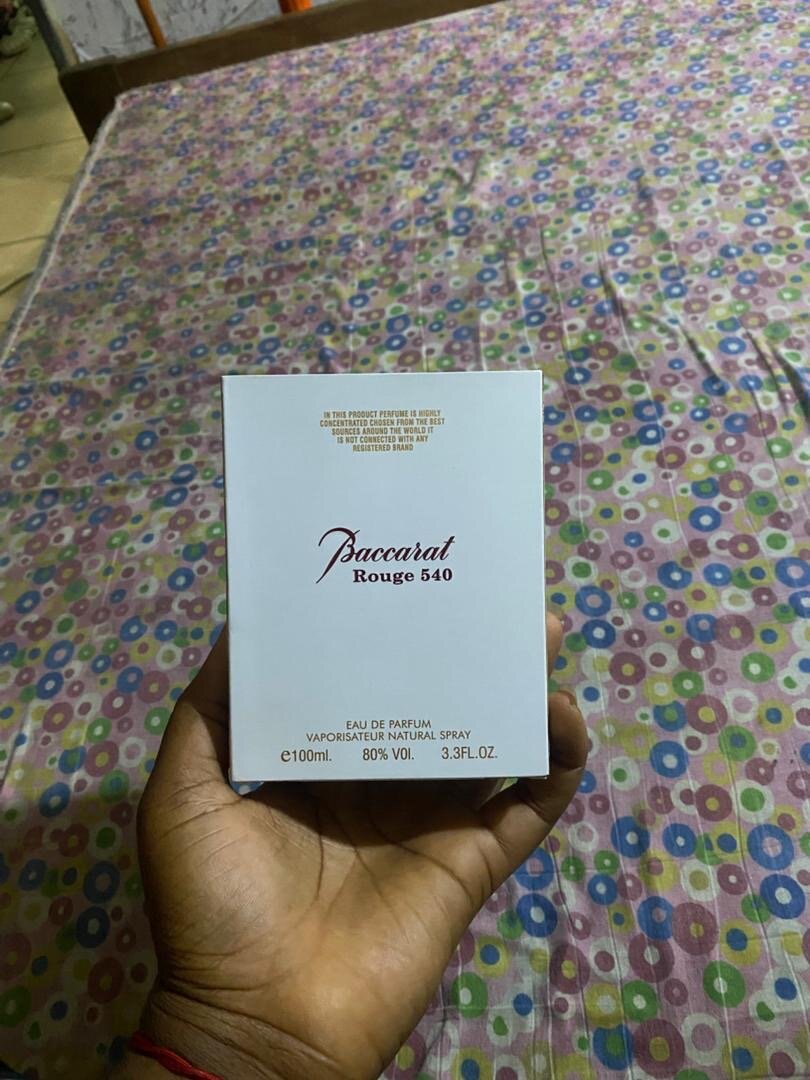 IN THIS PRODUCT PERFUME IS HIGHLY
CONCENTRATED CHOSEN FROM THE BEST
SOURCES AROUND THE WORLD IT
IS NOT CONNECTED WITH ANY
REGISTERED BRAND
Baccarat
Rouge 540
EAU DE PARFUM
VAPORISATEUR NATURAL SPRAY
e100ml. 80% VOl. 3.3FL.OZ.